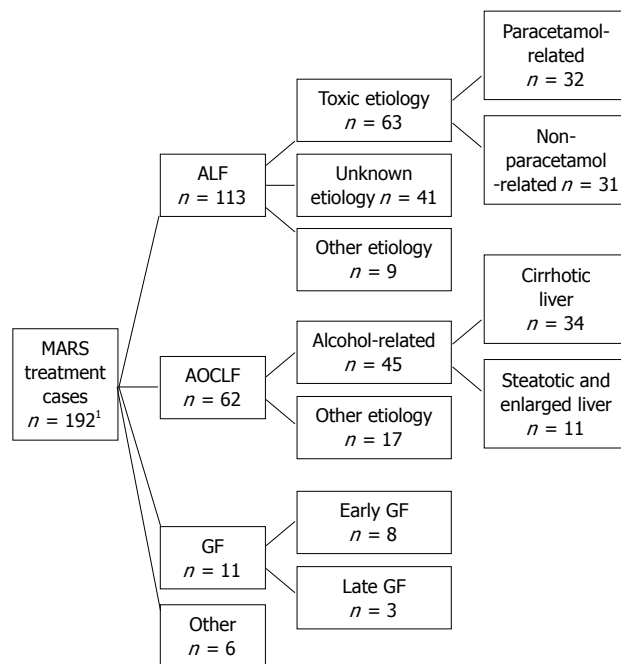 MARS
treatment
cases
n = 192¹
ALF
n = 113
Toxic etiology
n = 63
Paracetamol-
related
n = 32
Non-
paracetamol
-related n = 31
Unknown
etiology n = 41
Other etiology
n = 9
AOCLF
n = 62
Alcohol-related
n = 45
Cirrhotic
liver
n = 34
Steatotic and
enlarged liver
n = 11
Other etiology
n = 17
GF
n = 11
Early GF
n = 8
Late GF
n = 3
Other
n = 6